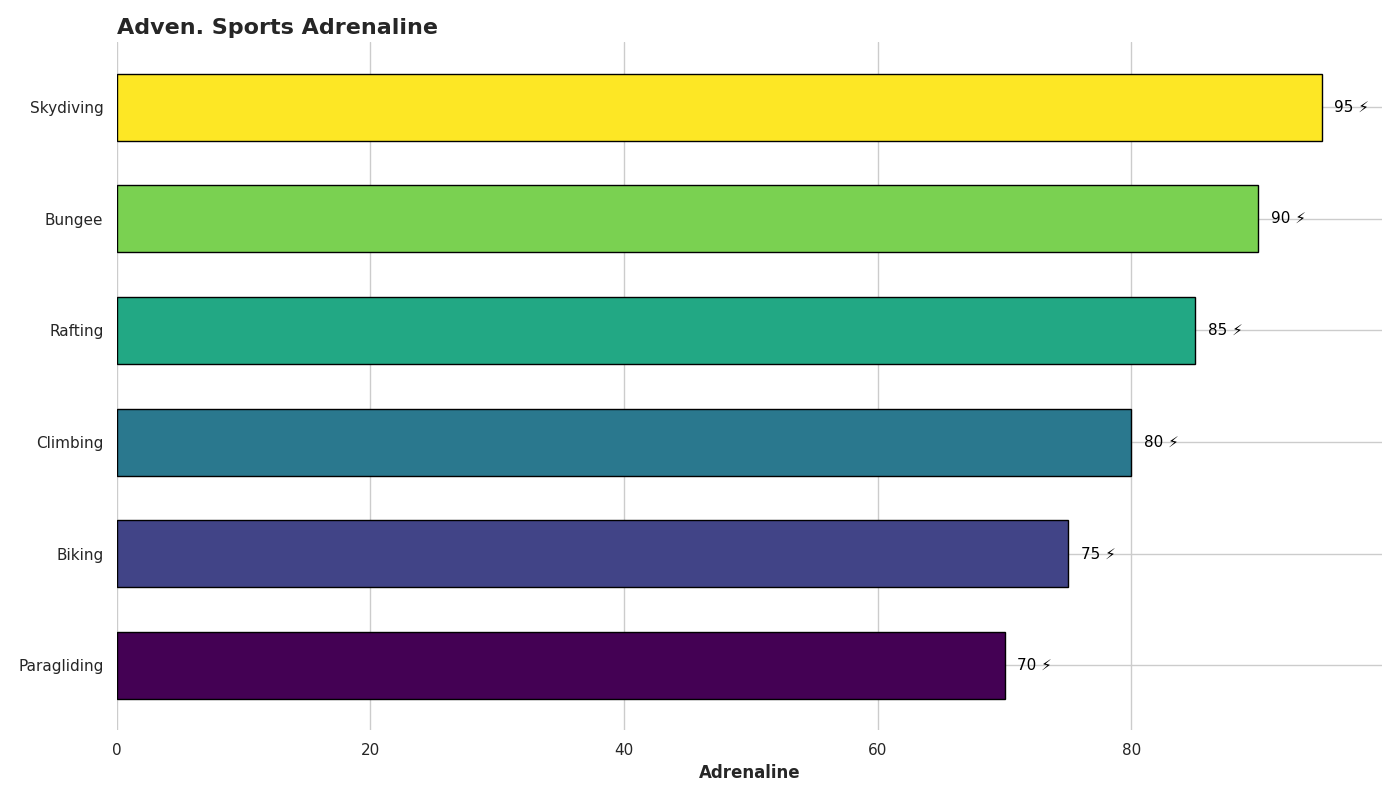 Adven. Sports Adrenaline
Skydiving 95 ⚡
Bungee 90 ⚡
Rafting 85 ⚡
Climbing 80 ⚡
Biking 75 ⚡
Paragliding 70 ⚡
0 20 40 60 80
Adrenaline